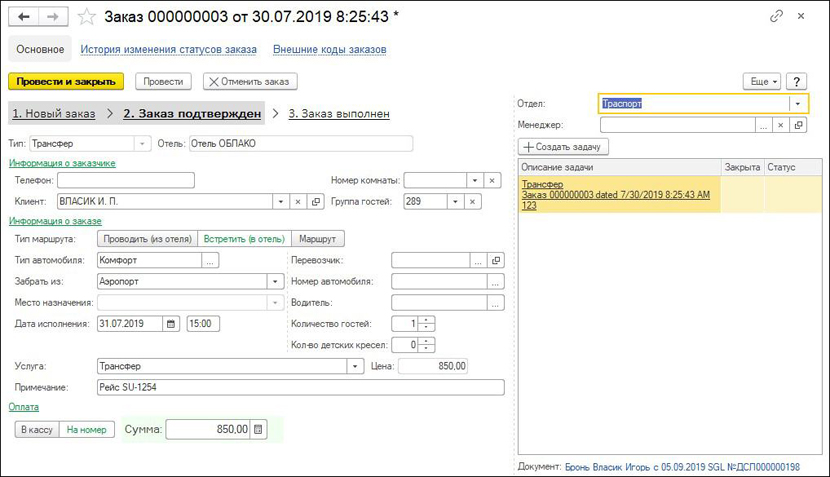 Заказ 000000003 от 30.07.2019 8:25:43 *
Основное История изменения статусов заказа Внешние коды заказов
Провести и закрыть Провести Отменить заказ Еще ?
1. Новый заказ > 2. Заказ подтвержден > 3. Заказ выполнен
Тип: Трансфер Отель: Отель ОБЛАКО
Информация о заказчике
Телефон: Номер комнаты:
Клиент: ВЛАСИК И. П. Группа гостей: 289
Информация о заказе
Тип маршрута: Проводить (из отеля) Встретить (в отель) Маршрут
Тип автомобиля: Комфорт ... Перевозчик: ...
Забрать из: Аэропорт Номер автомобиля: ...
Место назначения: Водитель: ...
Дата исполнения: 31.07.2019 15:00 Количество гостей: 1
Кол-во детских кресел: 0
Услуга: Трансфер Цена: 850,00
Примечание: Рейс SU-1254
Оплата
В кассу На номер Сумма: 850,00
Отдел: Траспорт
Менеджер: ...
Создать задачу
Описание задачи Закрыта Статус
Трансфер
Заказ 000000003 dated 7/30/2019 8:25:43 AM
123
Документ: Бронь Власик Игорь с 05.09.2019 SGL №ДСП000000198